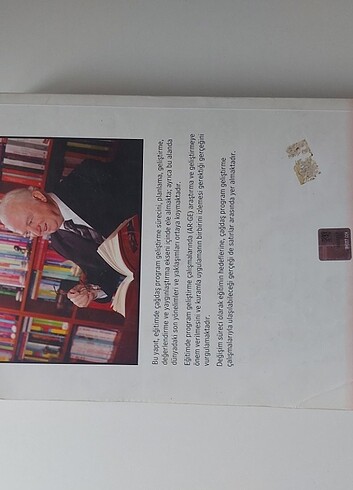 Bu yapıt, eğitimde çağdaş program geliştirme sürecini, planlama, geliştirme,
değerlendirme ve yaygınlaştırma ekseni içinde ele almakta; ayrıca bu alanda
dünyadaki son yönelimleri ve yaklaşımları ortaya koymaktadır.
Eğitimde program geliştirme çalışmalarında (AR-GE) araştırma ve geliştirmeye
önem verilmesini ve kuramla uygulamanın birbirini izlemesi gerektiği gerçeğini
vurgulamaktadır.
Değişim süreci olarak eğitimin hedeflerine, çağdaş program geliştirme
çalışmalarıyla ulaşılabileceği gerçeği de satırlar arasında yer almaktadır.